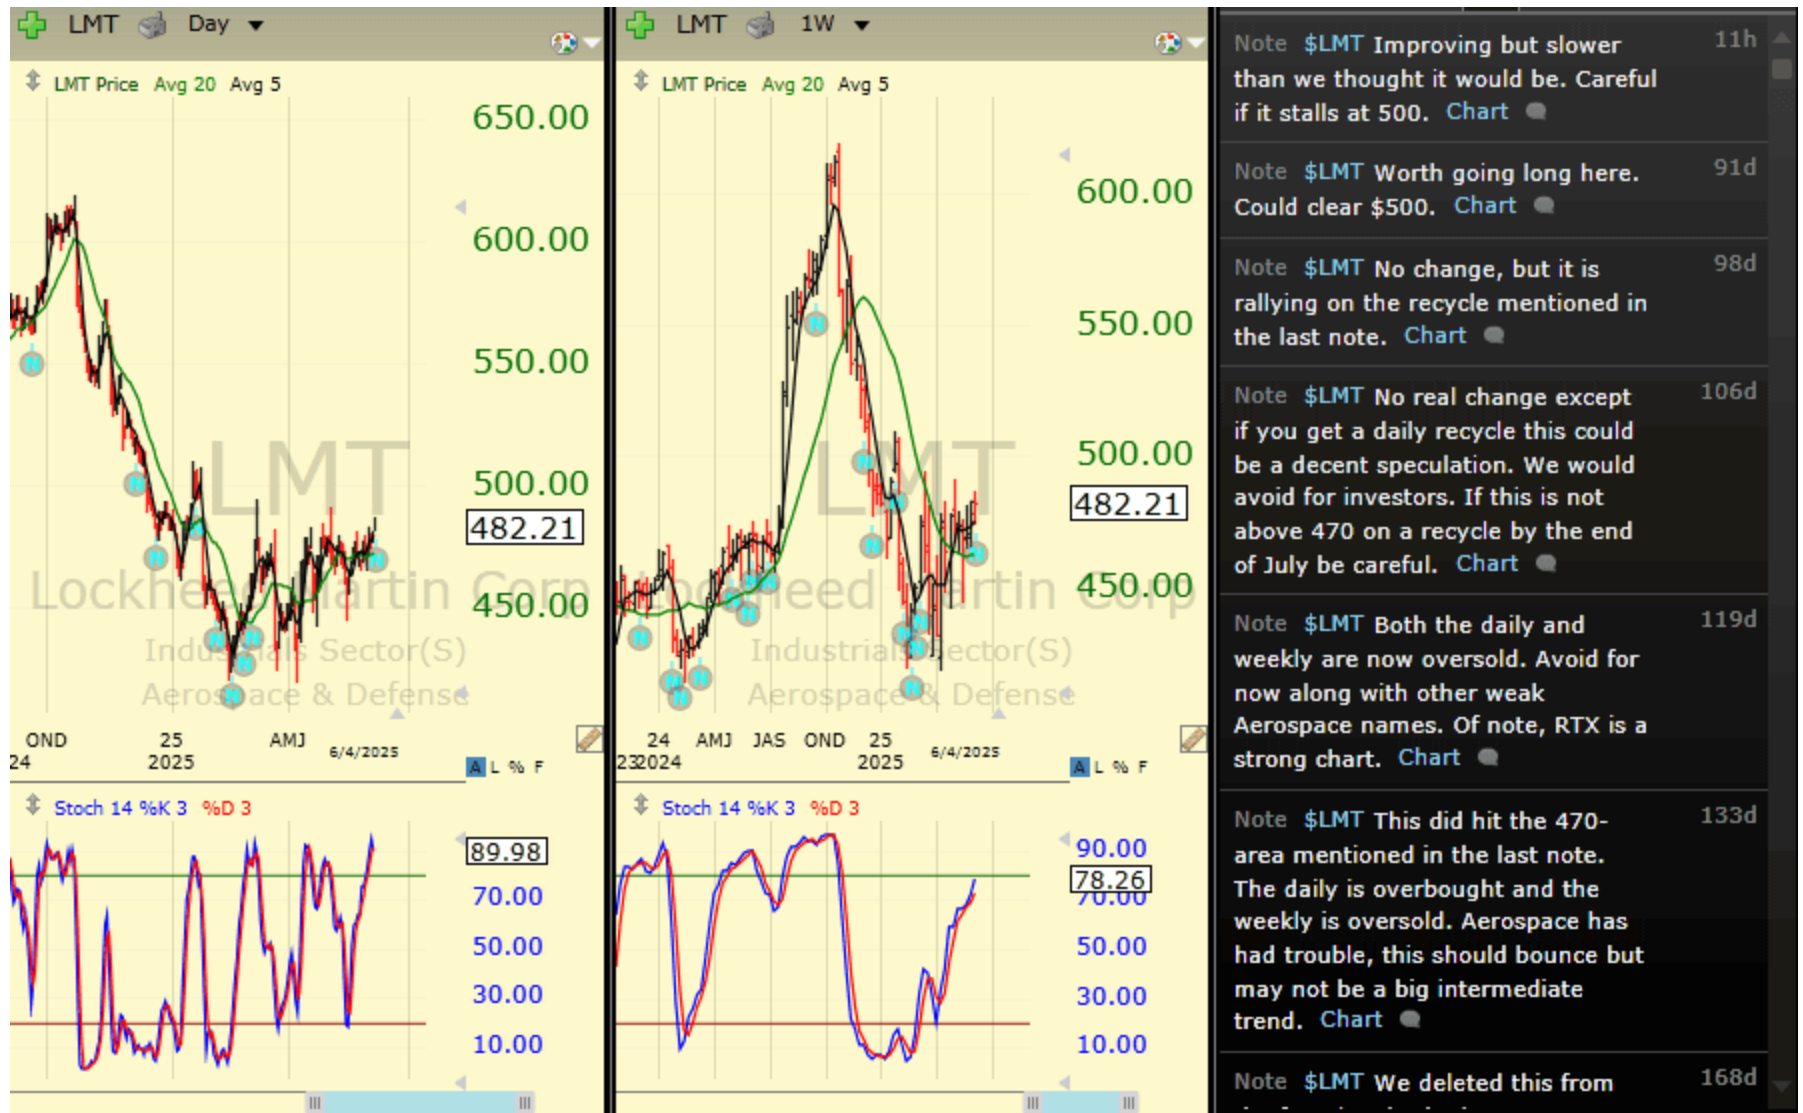 LMT Day
LMT Price Avg 20 Avg 5
650.00
600.00
550.00
500.00
482.21
450.00
LMT
Lockheed Martin Corp
Industrials Sector(S)
Aerospace & Defense
N
N
N
N
N
N
N
N
N
OND 25 AMJ 6/4/2025
24 2025
A L % F
Stoch 14 %K 3 %D 3
89.98
70.00
50.00
30.00
10.00
LMT 1W
LMT Price Avg 20 Avg 5
600.00
550.00
500.00
482.21
450.00
LMT
Lockheed Martin Corp
Industrials Sector(S)
Aerospace & Defense
24 AMJ JAS OND 25 6/4/2025
23 2024 2025
A L % F
Stoch 14 %K 3 %D 3
90.00
78.26
70.00
50.00
30.00
10.00
Note $LMT Improving but slower 11h
than we thought it would be. Careful
if it stalls at 500. Chart
Note $LMT Worth going long here. 91d
Could clear $500. Chart
Note $LMT No change, but it is 98d
rallying on the recycle mentioned in
the last note. Chart
Note $LMT No real change except 106d
if you get a daily recycle this could
be a decent speculation. We would
avoid for investors. If this is not
above 470 on a recycle by the end
of July be careful. Chart
Note $LMT Both the daily and 119d
weekly are now oversold. Avoid for
now along with other weak
Aerospace names. Of note, RTX is a
strong chart. Chart
Note $LMT This did hit the 470- 133d
area mentioned in the last note.
The daily is overbought and the
weekly is oversold. Aerospace has
had trouble, this should bounce but
may not be a big intermediate
trend. Chart
Note $LMT We deleted this from 168d